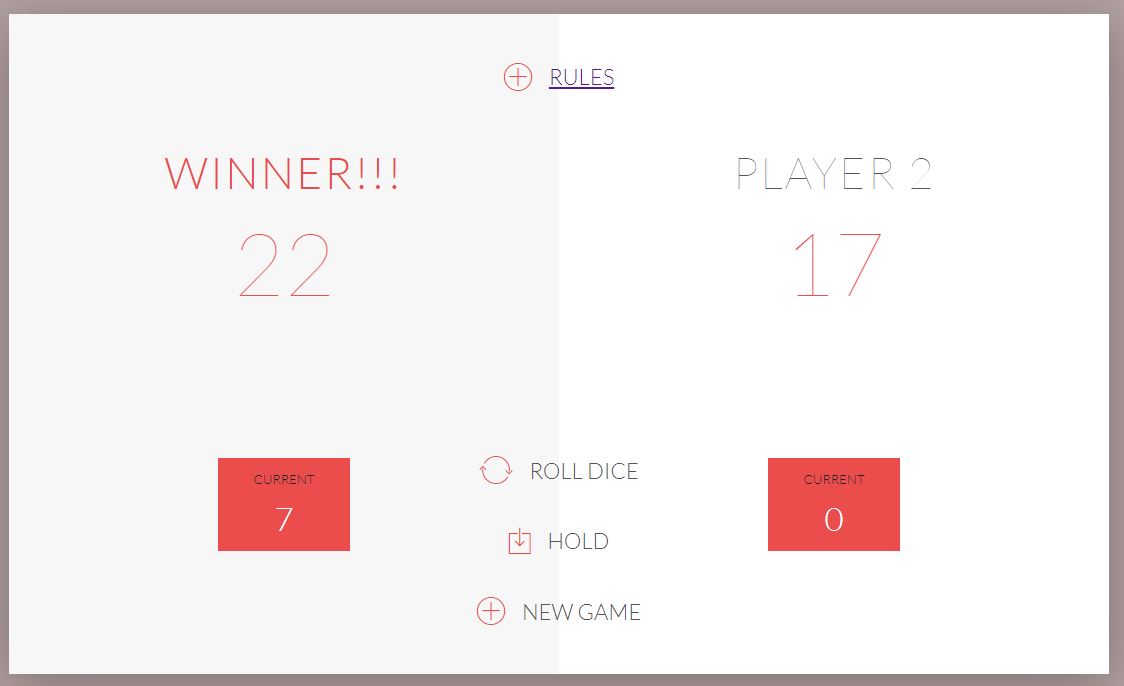 RULES
WINNER!!!
22
PLAYER 2
17
CURRENT
7
ROLL DICE
HOLD
NEW GAME
CURRENT
0